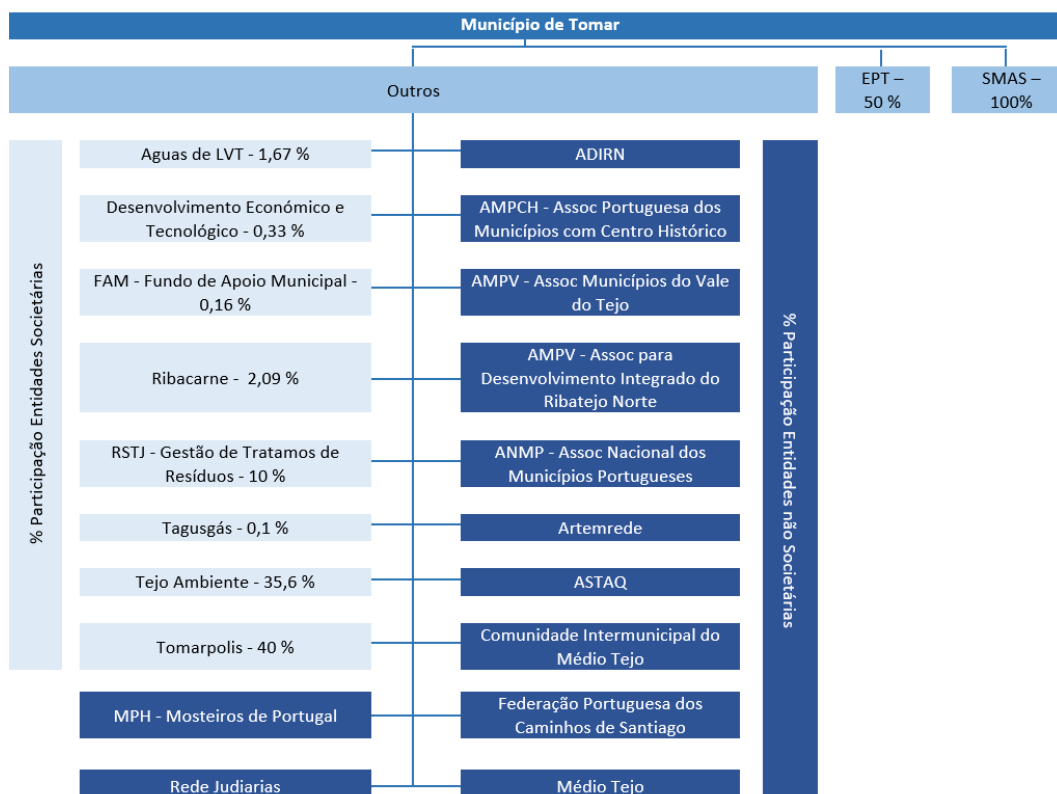 Município de Tomar
Outros
EPT –
50 %
SMAS –
100%
% Participação Entidades Societárias
Aguas de LVT - 1,67 %
ADIRN
Desenvolvimento Económico e
Tecnológico - 0,33 %
AMPCH - Assoc Portuguesa dos
Municípios com Centro Histórico
FAM - Fundo de Apoio Municipal -
0,16 %
AMPV - Assoc Municípios do Vale
do Tejo
Ribacarne -  2,09 %
AMPV - Assoc para
Desenvolvimento Integrado do
Ribatejo Norte
RSTJ - Gestão de Tratamos de
Resíduos - 10 %
ANMP - Assoc Nacional dos
Municípios Portugueses
Tagusgás - 0,1 %
Artemrede
Tejo Ambiente - 35,6 %
ASTAQ
Tomarpolis - 40 %
Comunidade Intermunicipal do
Médio Tejo
MPH - Mosteiros de Portugal
Federação Portuguesa dos
Caminhos de Santiago
Rede Judiarias
Médio Tejo
% Participação Entidades não Societárias